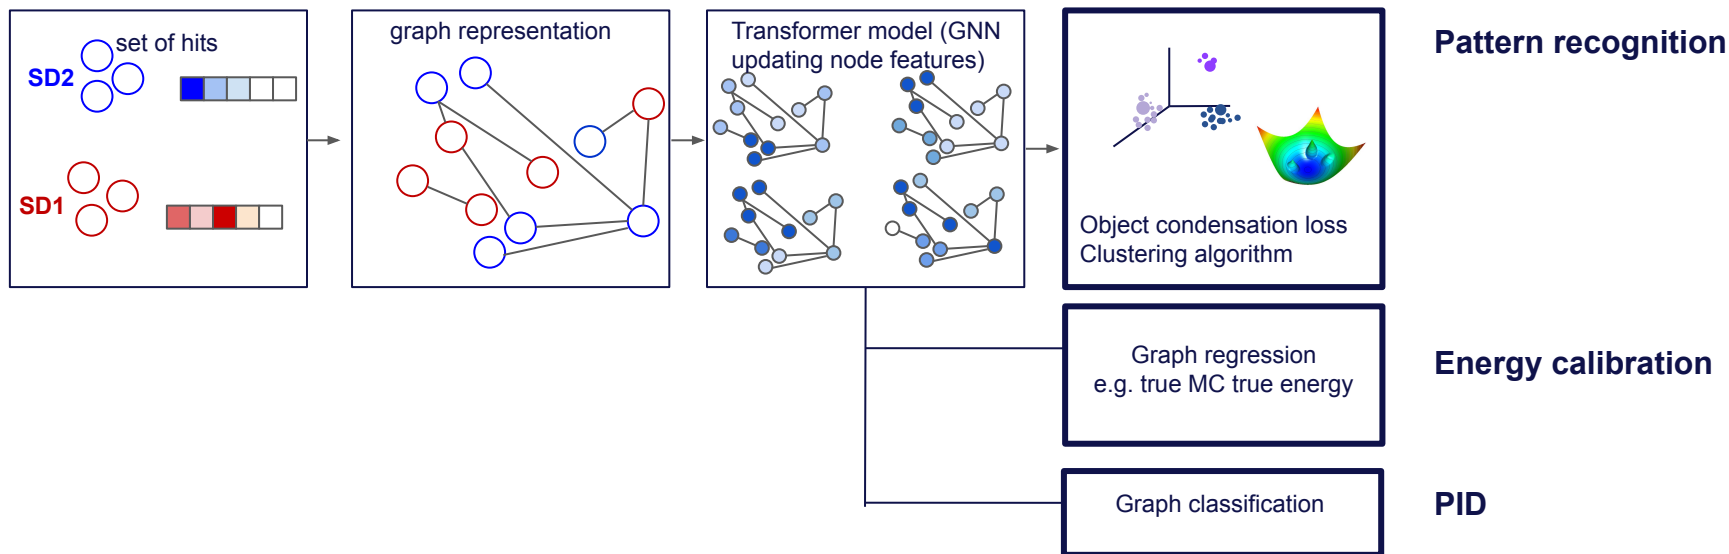 set of hits
SD2
SD1
graph representation
Transformer model (GNN
updating node features)
Object condensation loss
Clustering algorithm
Pattern recognition
Graph regression
e.g. true MC true energy
Energy calibration
Graph classification
PID